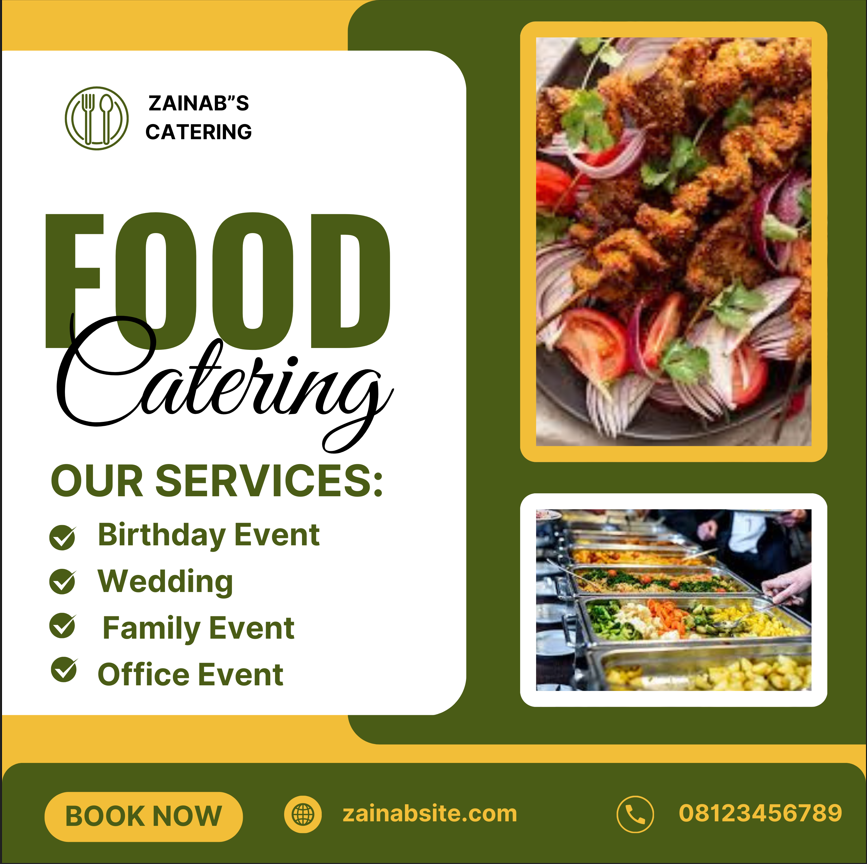 ZAINAB”S
CATERING
FOOD
Catering
OUR SERVICES:
Birthday Event
Wedding
Family Event
Office Event
BOOK NOW
zainabsite.com
08123456789